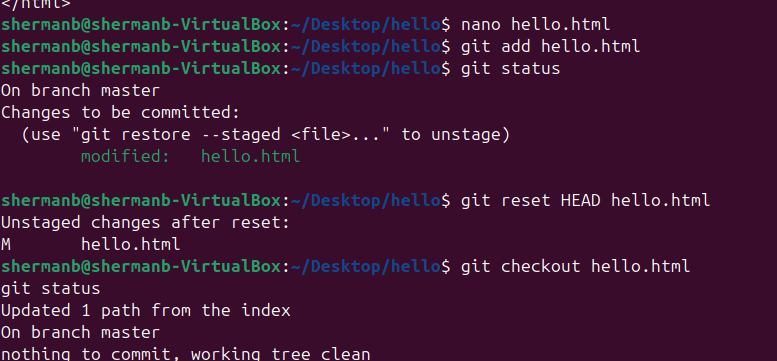 </html>
shermanb@shermanb-VirtualBox:~/Desktop/hello$ nano hello.html
shermanb@shermanb-VirtualBox:~/Desktop/hello$ git add hello.html
shermanb@shermanb-VirtualBox:~/Desktop/hello$ git status
On branch master
Changes to be committed:
  (use "git restore --staged <file>..." to unstage)
        modified:   hello.html

shermanb@shermanb-VirtualBox:~/Desktop/hello$ git reset HEAD hello.html
Unstaged changes after reset:
M       hello.html
shermanb@shermanb-VirtualBox:~/Desktop/hello$ git checkout hello.html
git status
Updated 1 path from the index
On branch master
nothing to commit, working tree clean